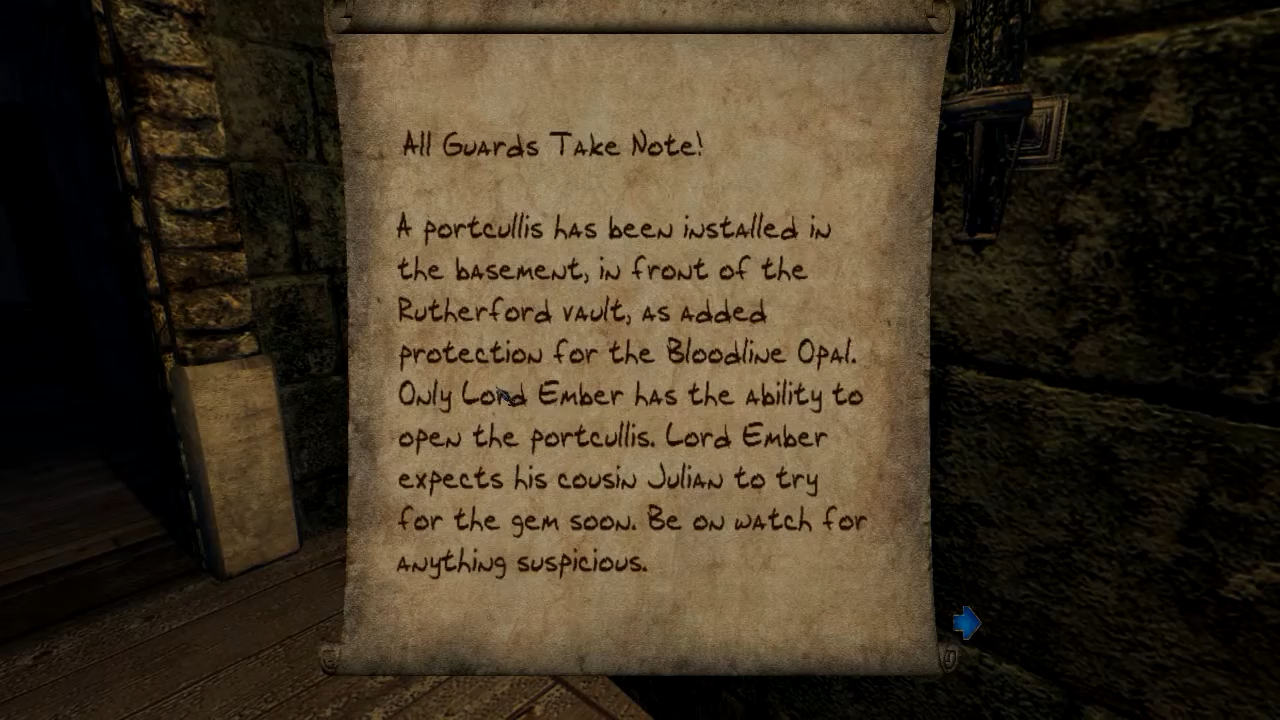 All Guards Take Note!
A portcullis has been installed in
the basement, in front of the
Rutherford vault, as added
protection for the Bloodline Opal.
Only Lord Ember has the ability to
open the portcullis. Lord Ember
expects his cousin Julian to try
for the gem soon. Be on watch for
anything suspicious.